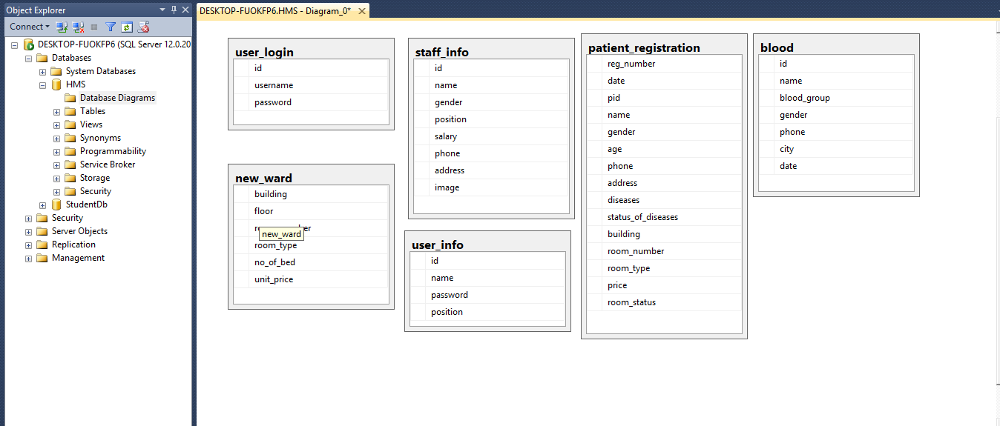 Object Explorer
Connect
DESKTOP-FUOKFP6 (SQL Server 12.0.20
Databases
System Databases
HMS
Database Diagrams
Tables
Views
Synonyms
Programmability
Service Broker
Storage
Security
StudentDb
Security
Server Objects
Replication
Management
DESKTOP-FUOKFP6.HMS - Diagram_0*
user_login
id
username
password
new_ward
building
floor
new_ward
room_type
no_of_bed
unit_price
staff_info
id
name
gender
position
salary
phone
address
image
user_info
id
name
password
position
patient_registration
reg_number
date
pid
name
gender
age
phone
address
diseases
status_of_diseases
building
room_number
room_type
price
room_status
blood
id
name
blood_group
gender
phone
city
date